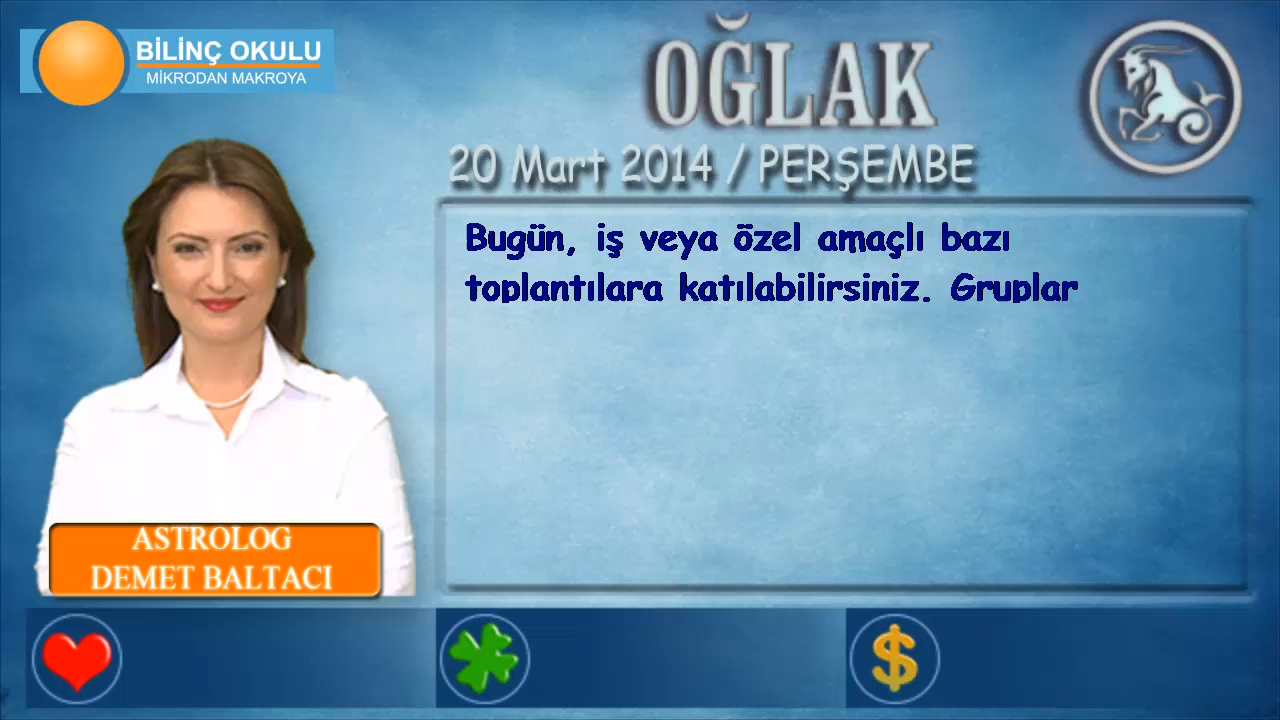 BİLİNÇ OKULU
MİKRODAN MAKROYA
OĞLAK
20 Mart 2014 / PERŞEMBE
Bugün, iş veya özel amaçlı bazı
toplantılara katılabilirsiniz. Gruplar
ASTROLOG
DEMET BALTACI
$